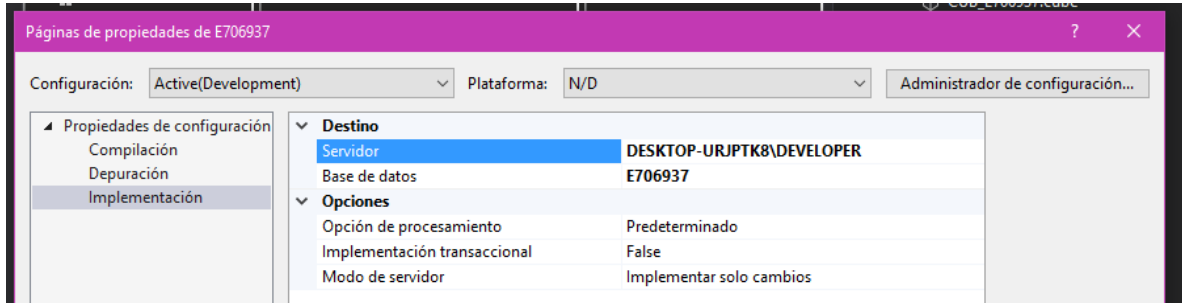 CUB_E706937.cube
Páginas de propiedades de E706937 ?
Configuración: Active(Development) Plataforma: N/D Administrador de configuración...
Propiedades de configuración
Compilación
Depuración
Implementación
Destino
Servidor DESKTOP-URJPTK8\DEVELOPER
Base de datos E706937
Opciones
Opción de procesamiento Predeterminado
Implementación transaccional False
Modo de servidor Implementar solo cambios